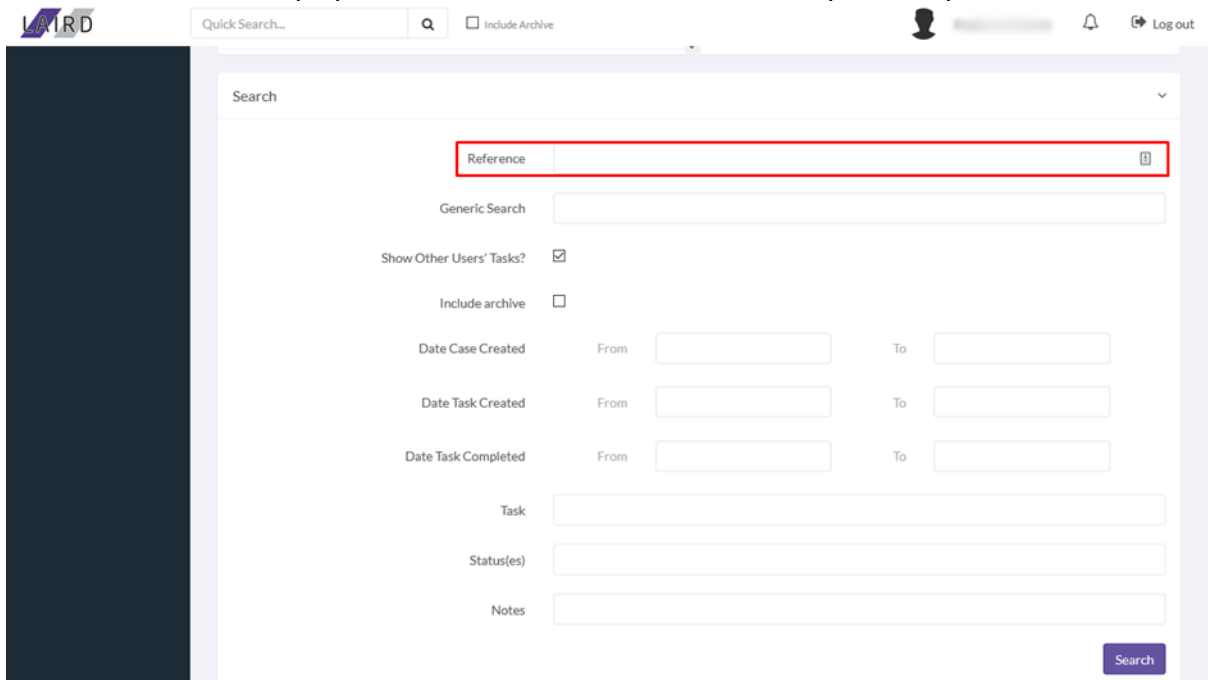 LAIRD
Quick Search...
Include Archive
Log out
Search
Reference
Generic Search
Show Other Users' Tasks?
Include archive
Date Case Created From To
Date Task Created From To
Date Task Completed From To
Task
Status(es)
Notes
Search